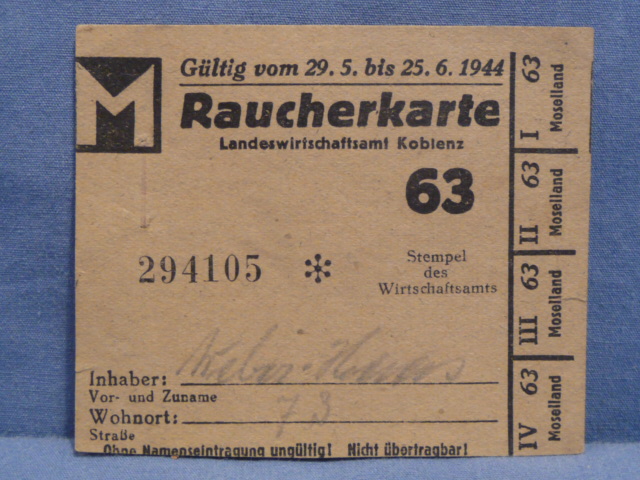 M
Gültig vom 29. 5. bis 25. 6. 1944
Raucherkarte
Landeswirtschaftsamt Koblenz
63
294105 *
Stempel
des
Wirtschaftsamts
Inhaber:
Vor- und Zuname
Wohnort: 73
Straße
Ohne Namenseintragung ungültig! Nicht übertragbar!
I 63 Moselland
II 63 Moselland
III 63 Moselland
IV 63 Moselland